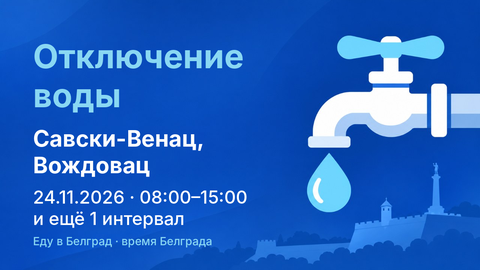 Отключение
воды
Савски-Венац,
Вождовац
24.11.2026 · 08:00–15:00
и ещё 1 интервал
Еду в Белград · время Белграда